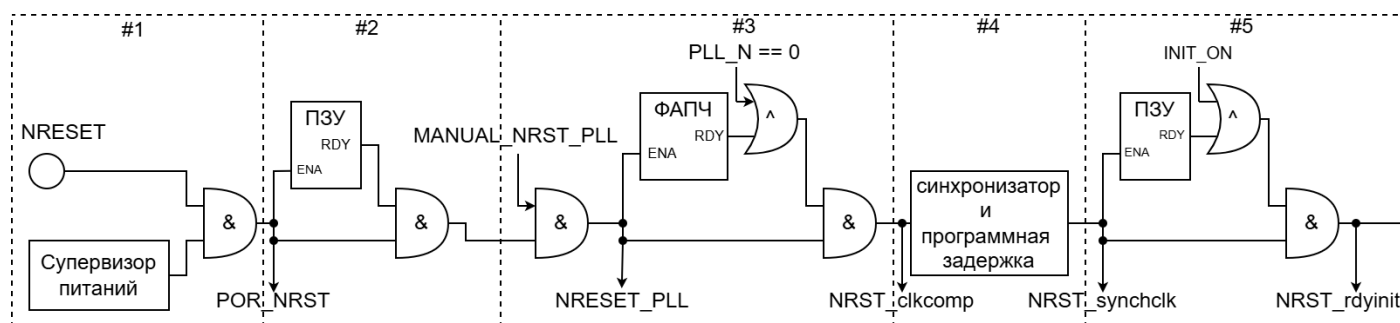 #1
#2
#3
#4
#5
NRESET
&
Супервизор
питаний
ПЗУ
RDY
ENA
&
POR_NRST
MANUAL_NRST_PLL
&
PLL_N == 0
ФАПЧ
RDY
ENA
^
&
NRESET_PLL
NRST_clkcomp
синхронизатор
и
программная
задержка
NRST_synchclk
INIT_ON
ПЗУ
RDY
ENA
^
&
NRST_rdyinit